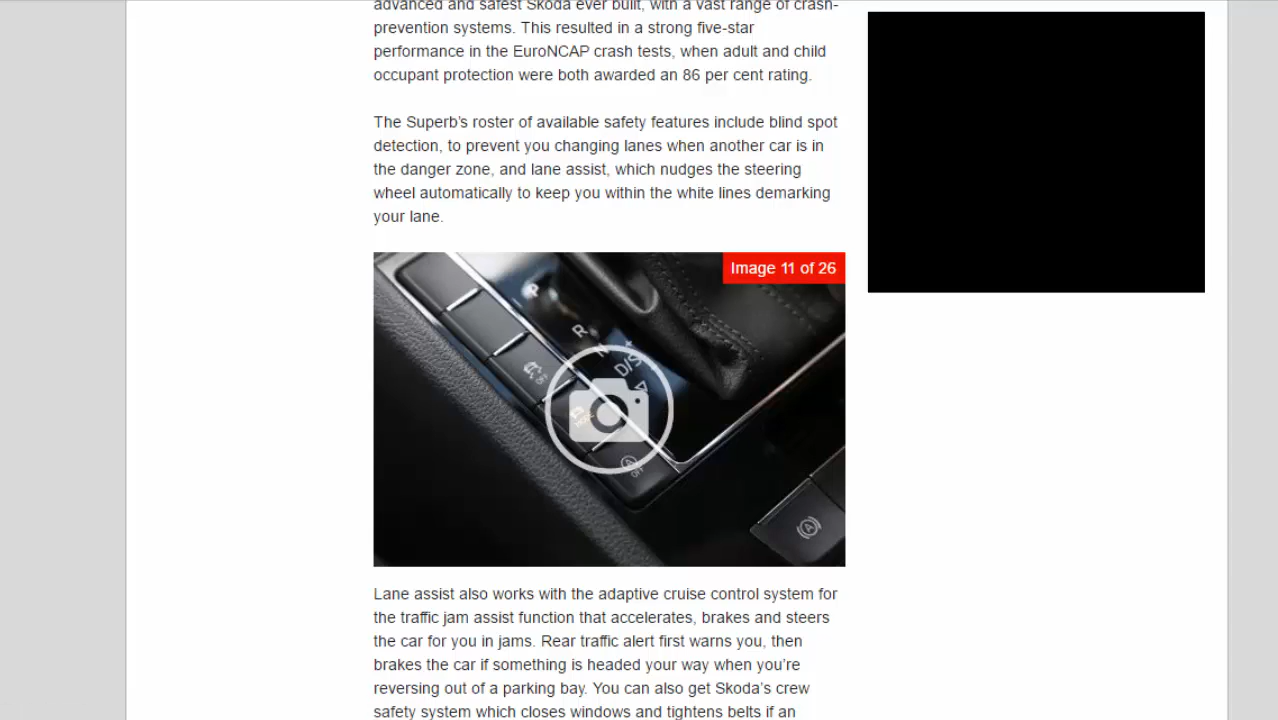 advanced and safest Skoda ever built, with a vast range of crash-
prevention systems. This resulted in a strong five-star
performance in the EuroNCAP crash tests, when adult and child
occupant protection were both awarded an 86 per cent rating.
The Superb's roster of available safety features include blind spot
detection, to prevent you changing lanes when another car is in
the danger zone, and lane assist, which nudges the steering
wheel automatically to keep you within the white lines demarking
your lane.
Image 11 of 26
P
R
N
D/S
OFF
MODE
A
OFF
(A)
Lane assist also works with the adaptive cruise control system for
the traffic jam assist function that accelerates, brakes and steers
the car for you in jams. Rear traffic alert first warns you, then
brakes the car if something is headed your way when you're
reversing out of a parking bay. You can also get Skoda's crew
safety system which closes windows and tightens belts if an